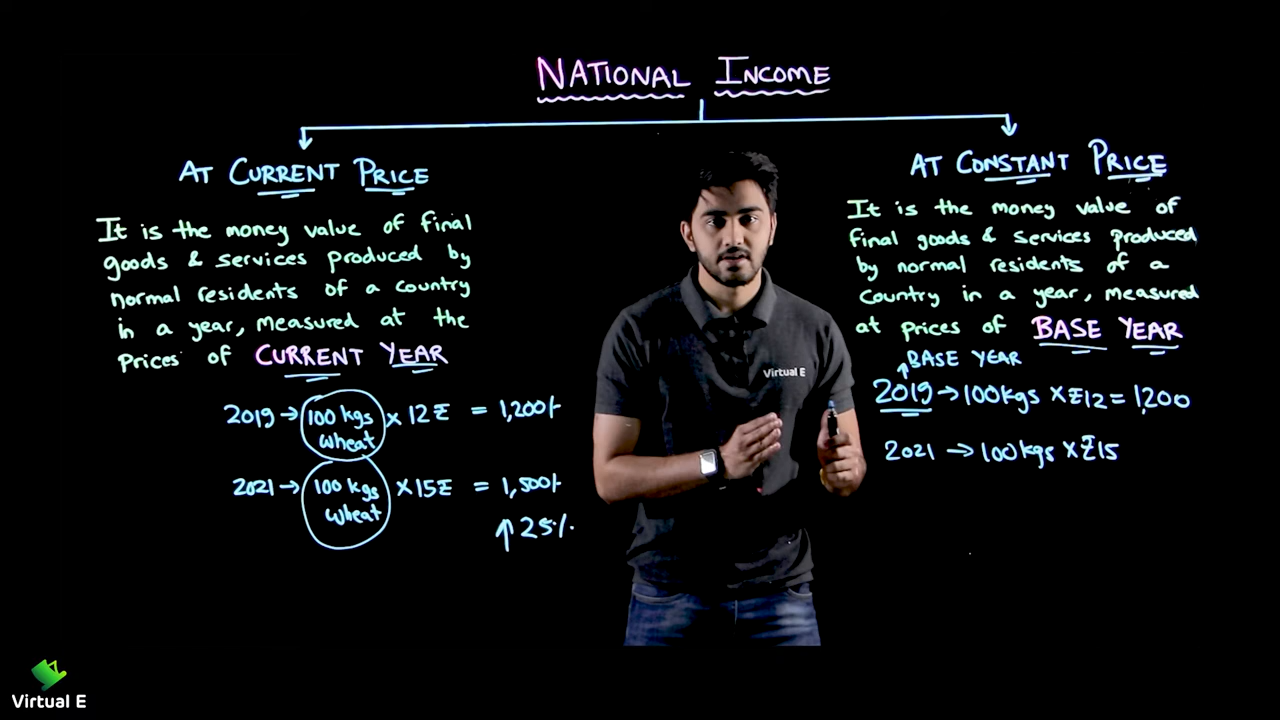 NATIONAL INCOME
AT CURRENT PRICE
It is the money value of final
goods & services produced by
normal residents of a country
in a year, measured at the
prices of CURRENT YEAR
2019 → 100 kgs wheat × 12₹ = 1,200/-
2021 → 100 kgs wheat × 15₹ = 1,500/-
↑ 25%
AT CONSTANT PRICE
It is the money value of
final goods & services produced
by normal residents of a
country in a year, measured
at prices of BASE YEAR
BASE YEAR
2019 → 100kgs × ₹12 = 1,200
2021 → 100kgs × ₹15
Virtual E
Virtual E